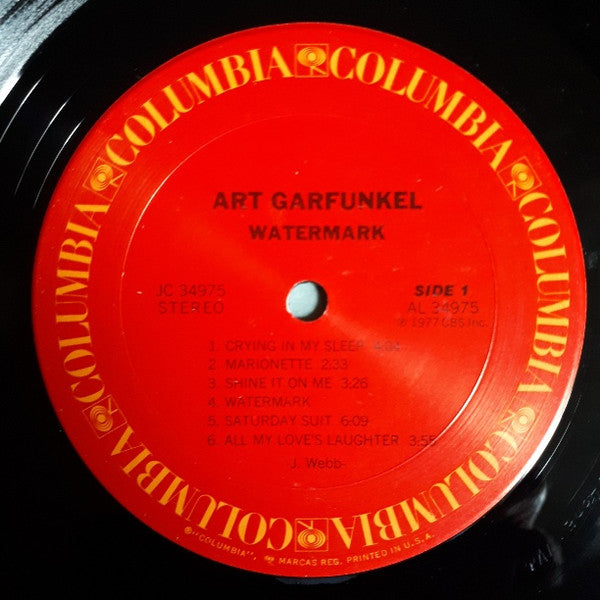 COLUMBIA COLUMBIA COLUMBIA COLUMBIA COLUMBIA COLUMBIA
ART GARFUNKEL
WATERMARK
JC 34975
STEREO
SIDE 1
AL 34975
℗ 1977 CBS Inc.
1. CRYING IN MY SLEEP
2. MARIONETTE 2:33
3. SHINE IT ON ME 3:26
4. WATERMARK
5. SATURDAY SUIT 6:09
6. ALL MY LOVE'S LAUGHTER 3:55
-J. Webb-
®"COLUMBIA", MARCAS REG. PRINTED IN U.S.A.